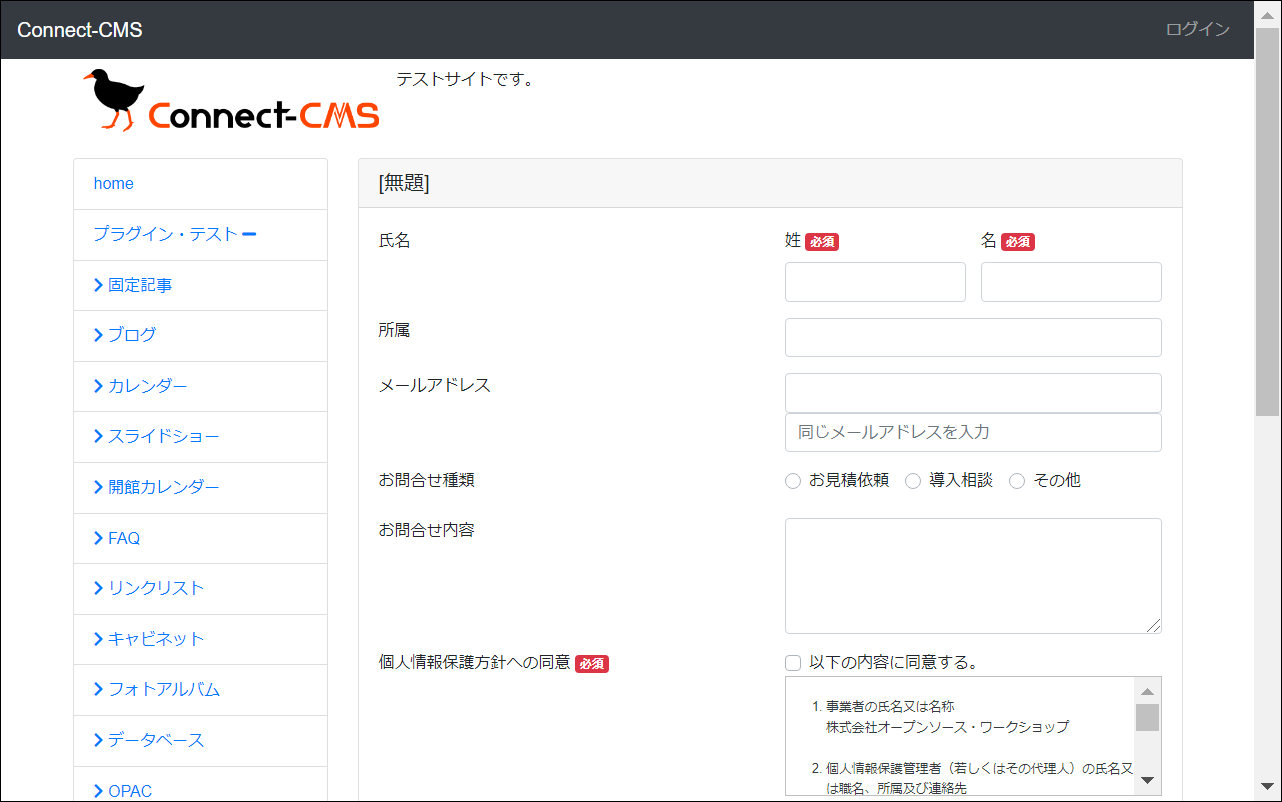 Connect-CMS
ログイン
Connect-CMS
テストサイトです。
home
プラグイン・テスト
固定記事
ブログ
カレンダー
スライドショー
開館カレンダー
FAQ
リンクリスト
キャビネット
フォトアルバム
データベース
OPAC
[無題]
氏名
姓 必須
名 必須
所属
メールアドレス
同じメールアドレスを入力
お問合せ種類
お見積依頼 導入相談 その他
お問合せ内容
個人情報保護方針への同意 必須
以下の内容に同意する。
1. 事業者の氏名又は名称
株式会社オープンソース・ワークショップ
2. 個人情報保護管理者（若しくはその代理人）の氏名又
は職名、所属及び連絡先